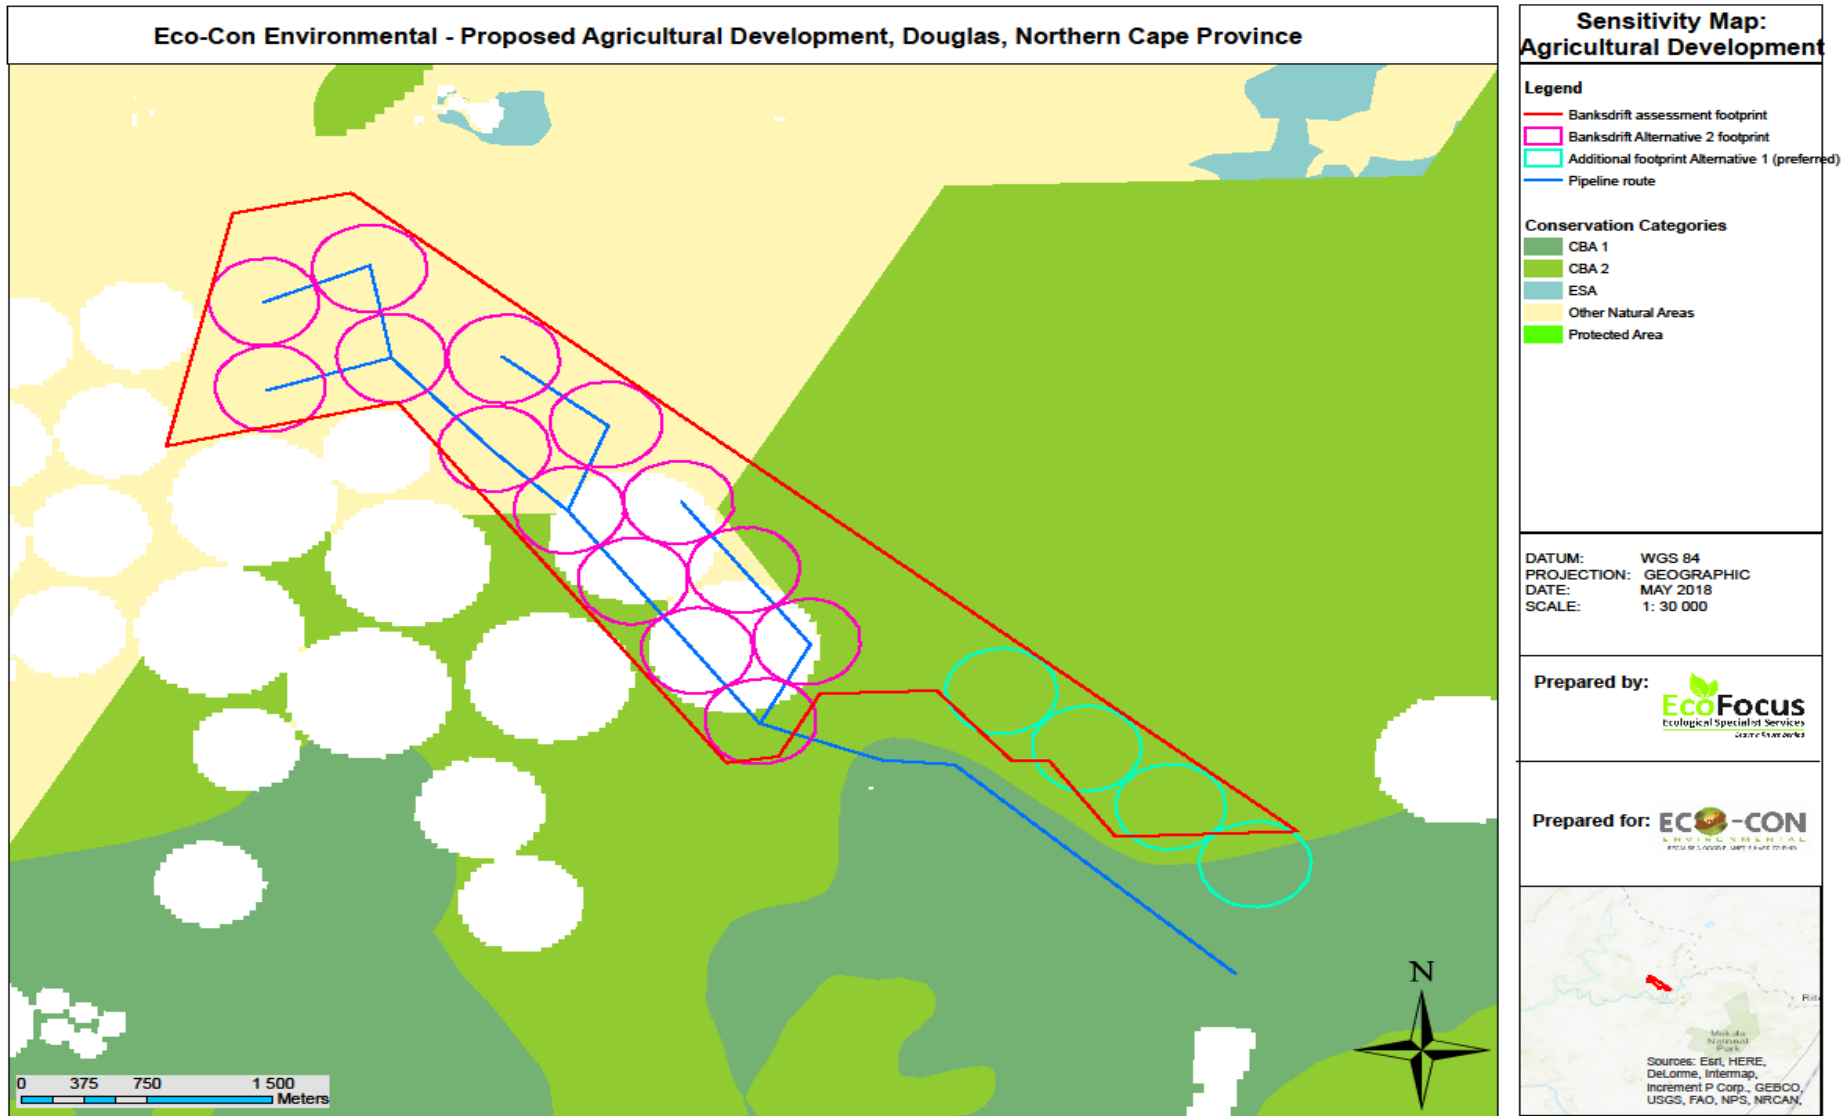 Eco-Con Environmental - Proposed Agricultural Development, Douglas, Northern Cape Province
Sensitivity Map:
Agricultural Development
Legend
Banksdrift assessment footprint
Banksdrift Alternative 2 footprint
Additional footprint Alternative 1 (preferred)
Pipeline route
Conservation Categories
CBA 1
CBA 2
ESA
Other Natural Areas
Protected Area
DATUM: WGS 84
PROJECTION: GEOGRAPHIC
DATE: MAY 2018
SCALE: 1: 30 000
Prepared by:
EcoFocus
Ecological Specialist Services
Prepared for:
ECO-CON
ENVIRONMENTAL
Mokala
National
Park
Sources: Esri, HERE,
DeLorme, Intermap,
Increment P Corp., GEBCO,
USGS, FAO, NPS, NRCAN,
N
0 375 750 1 500
Meters